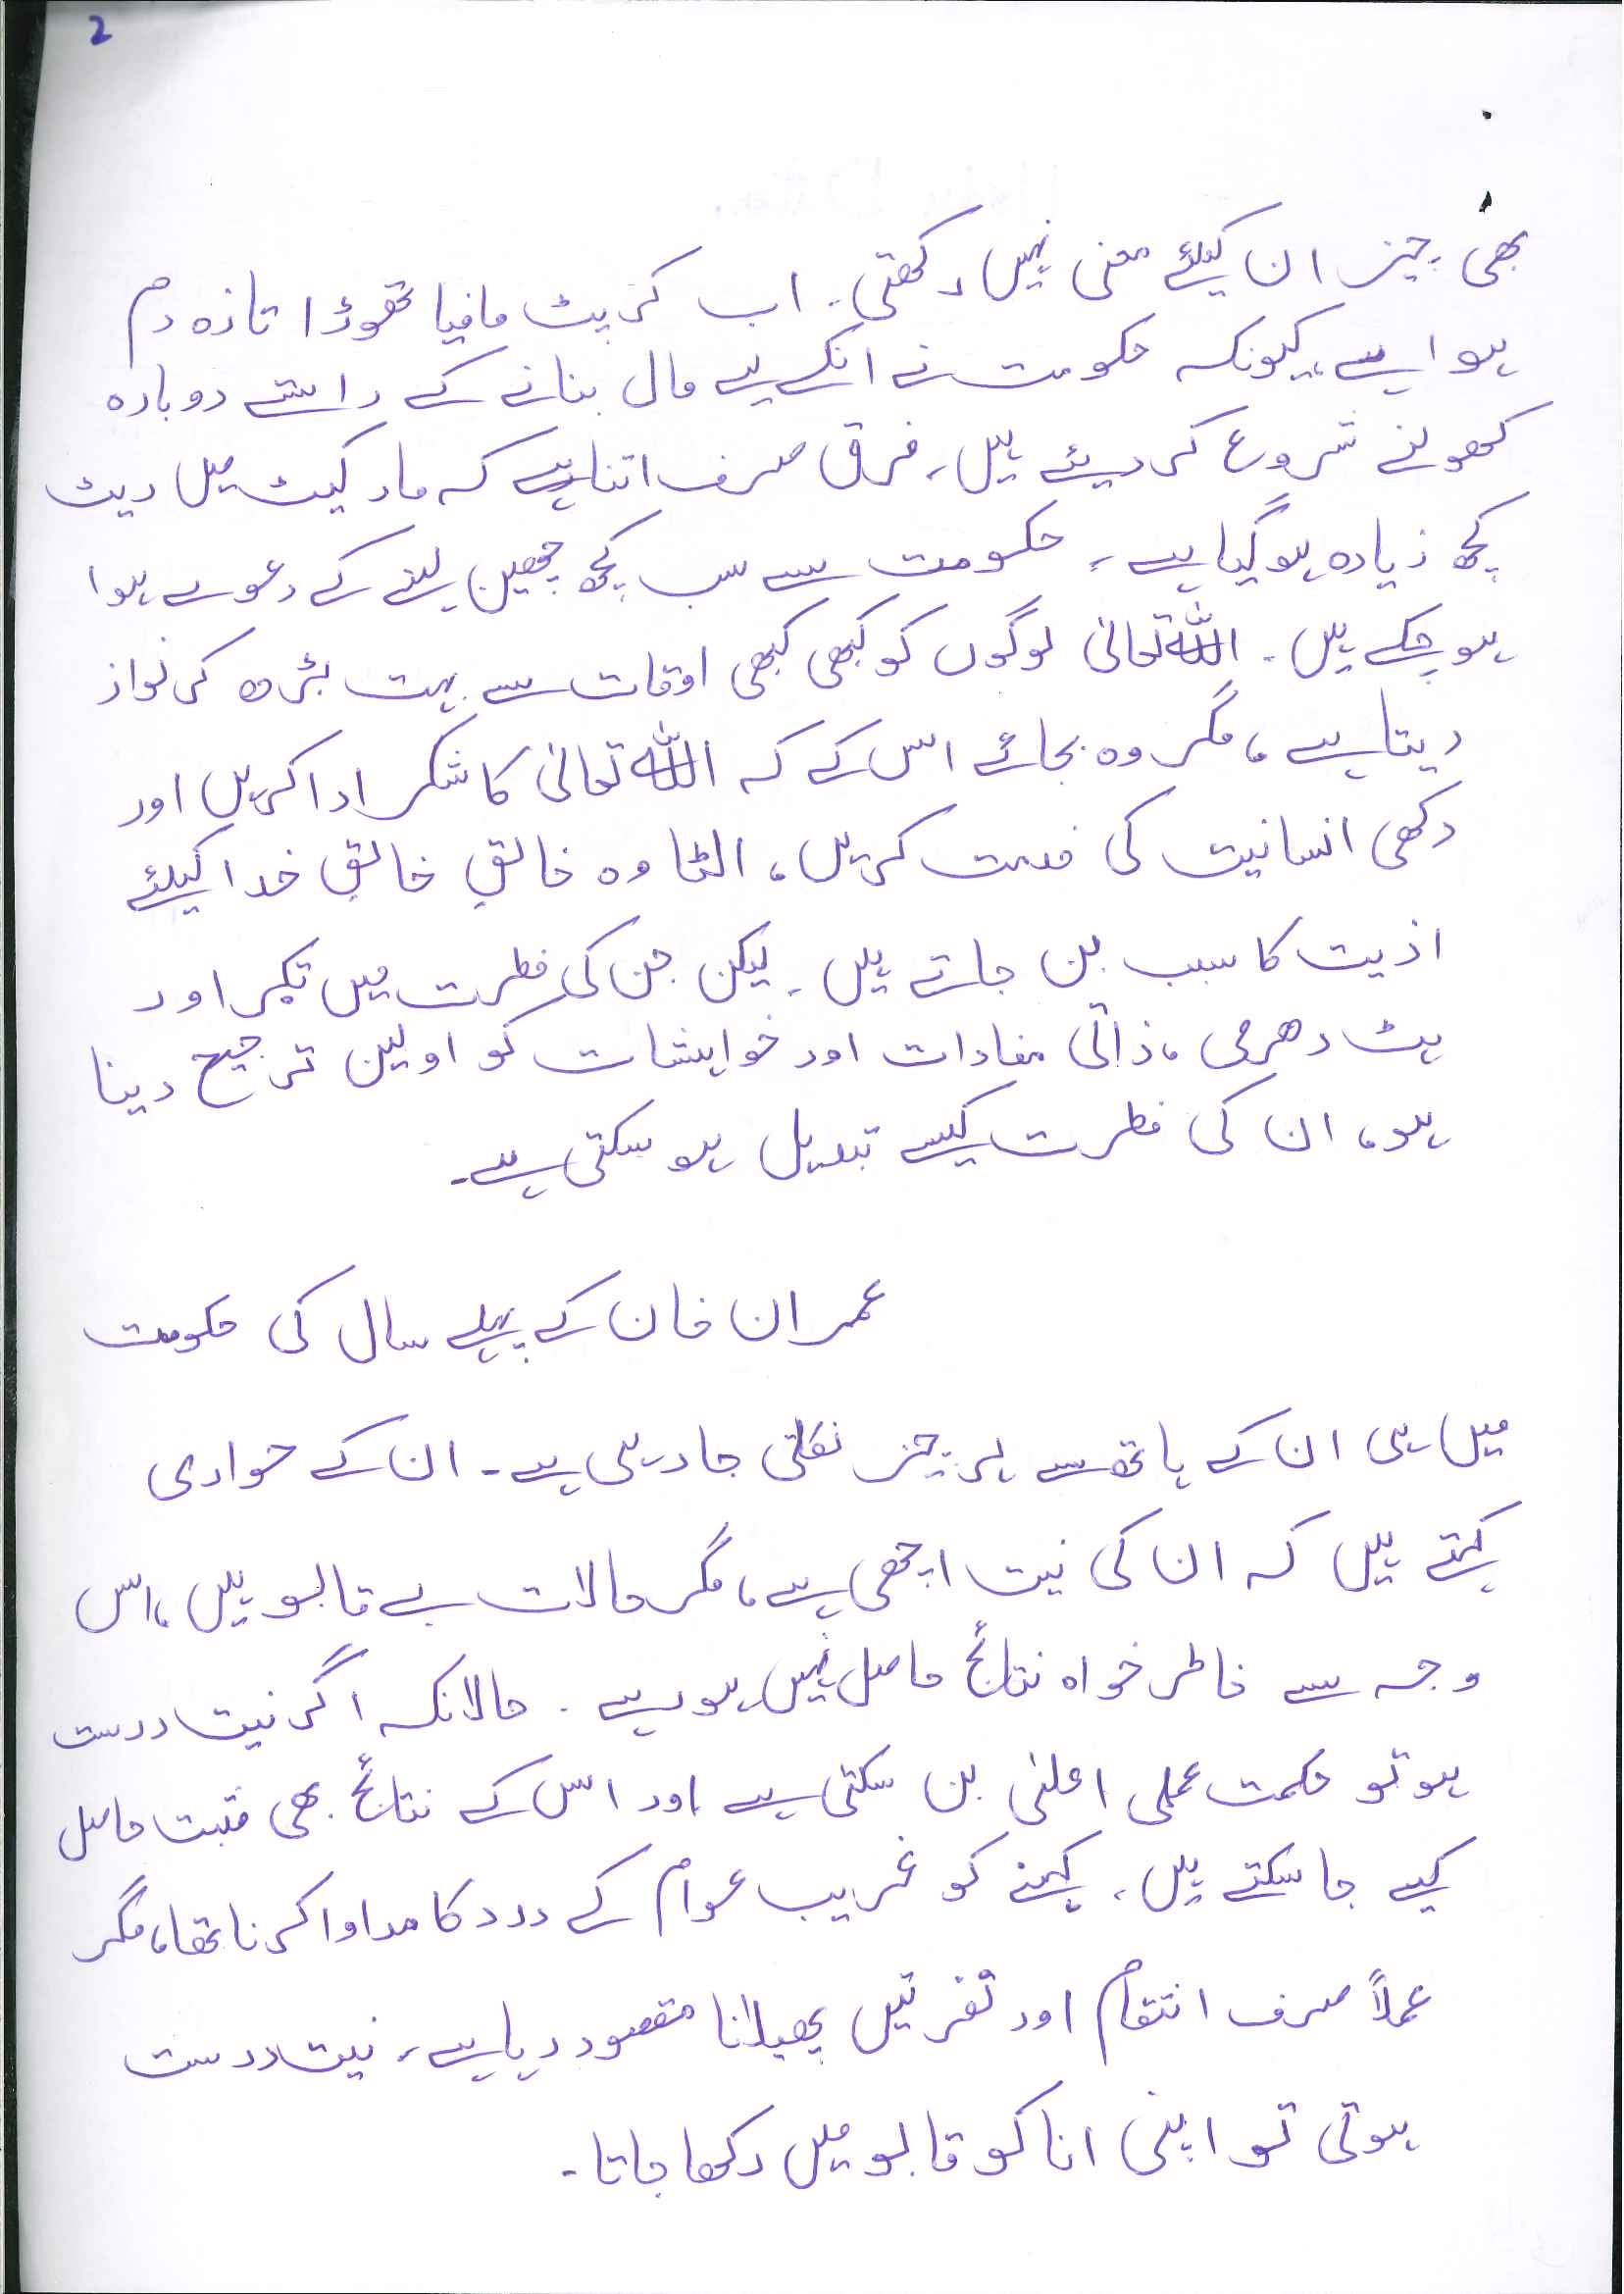 2
بھی چیز ان کیلئے معنی نہیں رکھتی۔ اب کرپٹ مافیا تھوڑا تازہ دم
ہوا ہے، کیونکہ حکومت نے انکے لیے مال بنانے کے راستے دوبارہ
کھولنے شروع کر دیئے ہیں، فرق صرف اتنا ہے کہ مارکیٹ میں ریٹ
کچھ زیادہ ہو گیا ہے۔ حکومت سے سب کچھ چھین لینے کے دعوے ہوا
ہو چکے ہیں۔ اللہ تعالیٰ لوگوں کو کبھی کبھی اوقات سے بہت بڑھ کر نواز
دیتا ہے، مگر وہ بجائے اس کے کہ اللہ تعالیٰ کا شکر ادا کریں اور
دکھی انسانیت کی خدمت کریں، الٹا وہ خالق خالقِ خدا کیلئے
اذیت کا سبب بن جاتے ہیں۔ لیکن جن کی فطرت میں تکبر اور
ہٹ دھرمی، ذاتی مفادات اور خواہشات کو اولین ترجیح دینا
ہو، ان کی فطرت کیسے تبدیل ہو سکتی ہے۔
عمران خان کے پہلے سال کی حکومت
میں ہی ان کے ہاتھ سے ہر چیز نکلتی جا رہی ہے۔ ان کے حواری
کہتے ہیں کہ ان کی نیت اچھی ہے، مگر حالات بے قابو ہیں، اس
وجہ سے خاطر خواہ نتائج حاصل نہیں ہو رہے۔ حالانکہ اگر نیت درست
ہو تو حکمت عملی اعلیٰ بن سکتی ہے اور اس کے نتائج بھی مثبت حاصل
کیے جا سکتے ہیں۔ کہنے کو غریب عوام کے درد کا مداوا کرنا تھا، مگر
عملاً صرف انتقام اور نفرتیں پھیلانا مقصود رہا ہے۔ نیت درست
ہوتی تو اپنی انا کو قابو میں رکھا جاتا۔